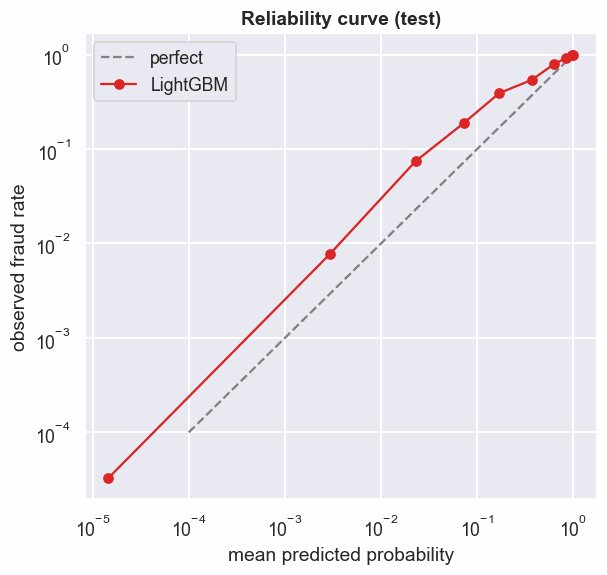 Reliability curve (test)
perfect
LightGBM
10⁰
10⁻¹
10⁻²
10⁻³
10⁻⁴
observed fraud rate
10⁻⁵
10⁻⁴
10⁻³
10⁻²
10⁻¹
10⁰
mean predicted probability